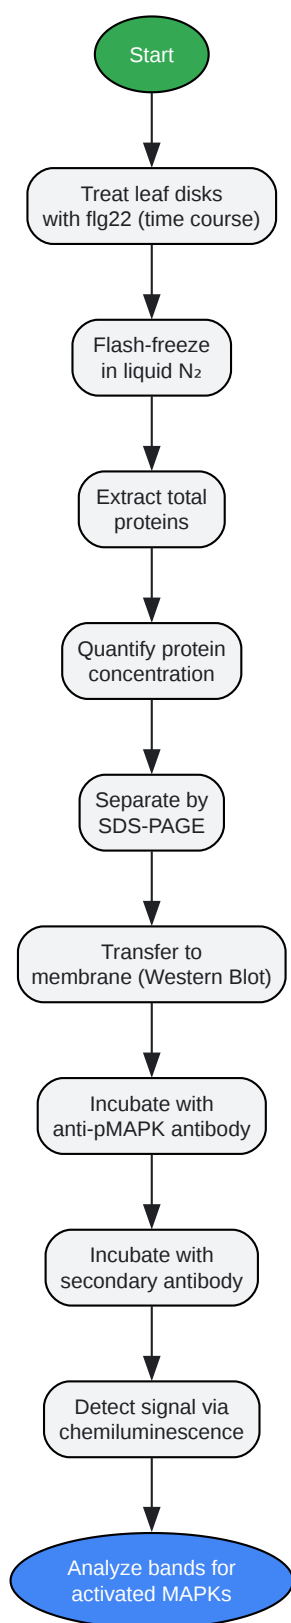 Start
Treat leaf disks
with flg22 (time course)
Flash-freeze
in liquid N₂
Extract total
proteins
Quantify protein
concentration
Separate by
SDS-PAGE
Transfer to
membrane (Western Blot)
Incubate with
anti-pMAPK antibody
Incubate with
secondary antibody
Detect signal via
chemiluminescence
Analyze bands for
activated MAPKs